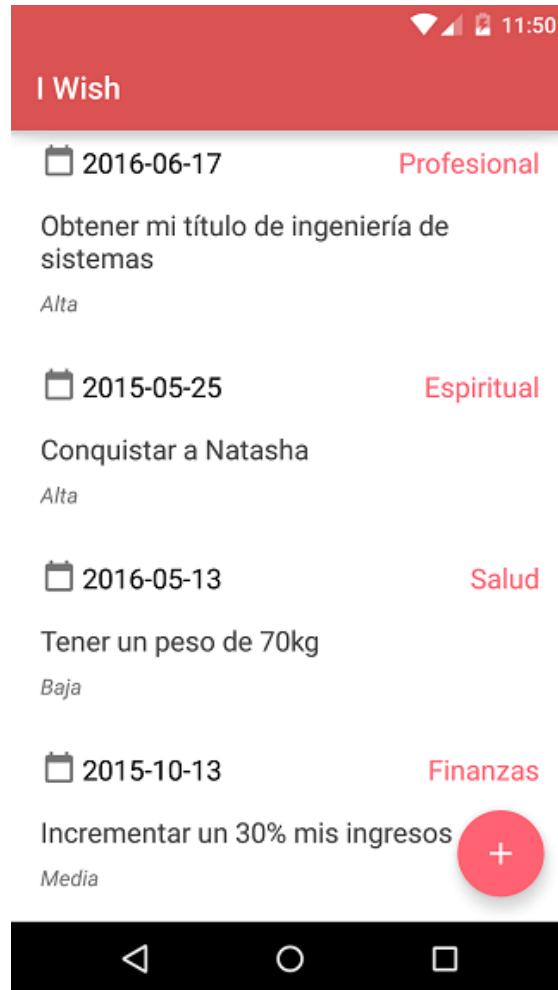 11:50
I Wish
2016-06-17 Profesional
Obtener mi título de ingeniería de
sistemas
Alta
2015-05-25 Espiritual
Conquistar a Natasha
Alta
2016-05-13 Salud
Tener un peso de 70kg
Baja
2015-10-13 Finanzas
Incrementar un 30% mis ingresos
Media